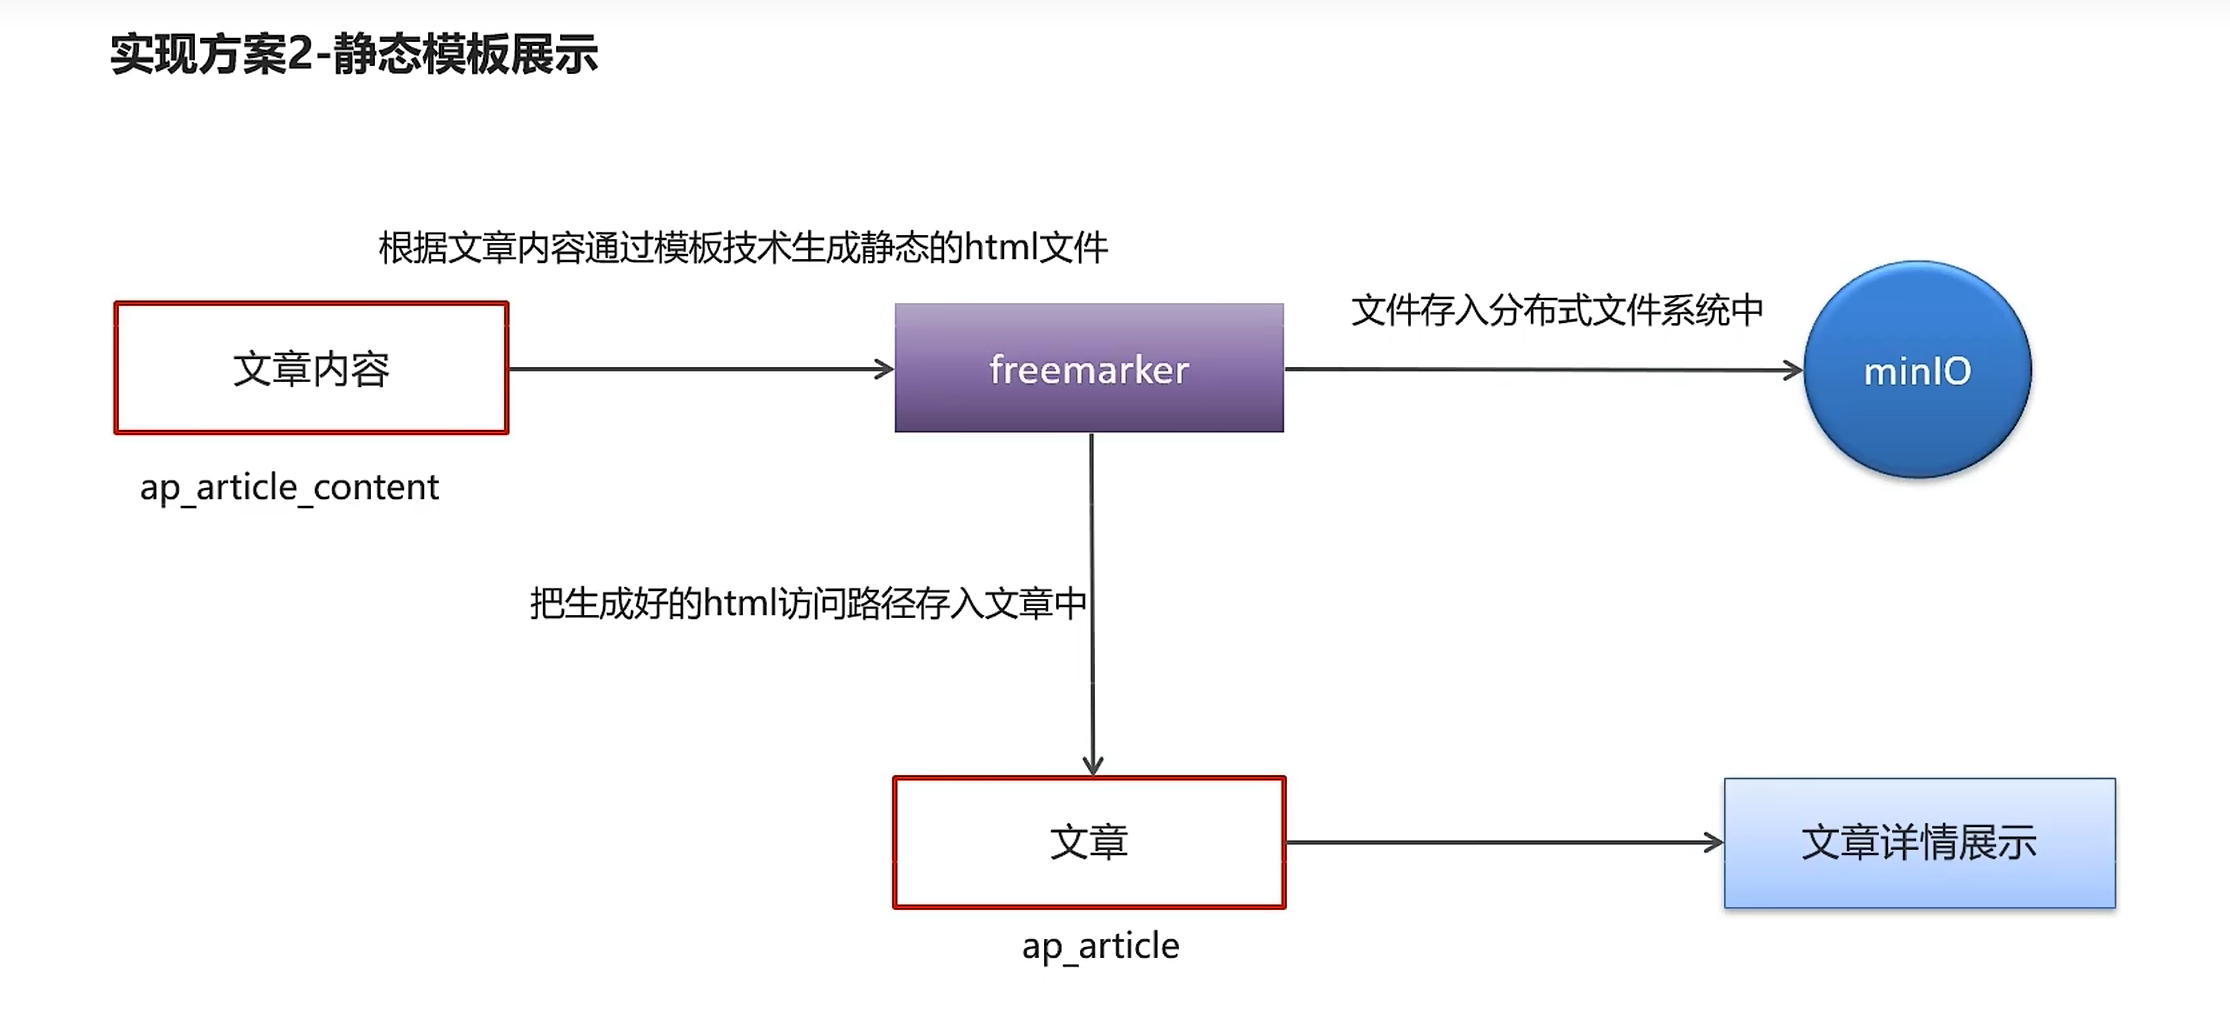 实现方案2-静态模板展示
根据文章内容通过模板技术生成静态的html文件
文件存入分布式文件系统中
文章内容
freemarker
minIO
ap_article_content
把生成好的html访问路径存入文章中
文章
文章详情展示
ap_article